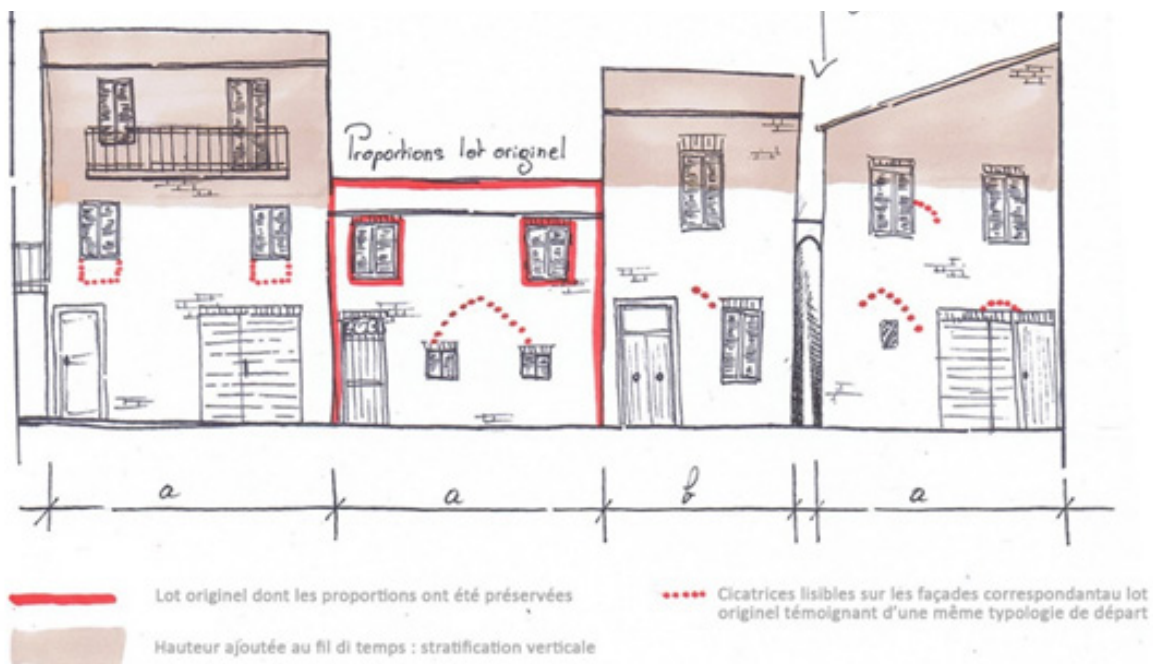 Proportions lot originel
a
a
b
a
Lot originel dont les proportions ont été préservées
Hauteur ajoutée au fil di temps : stratification verticale
Cicatrices lisibles sur les façades correspondantau lot
originel témoignant d'une même typologie de départ